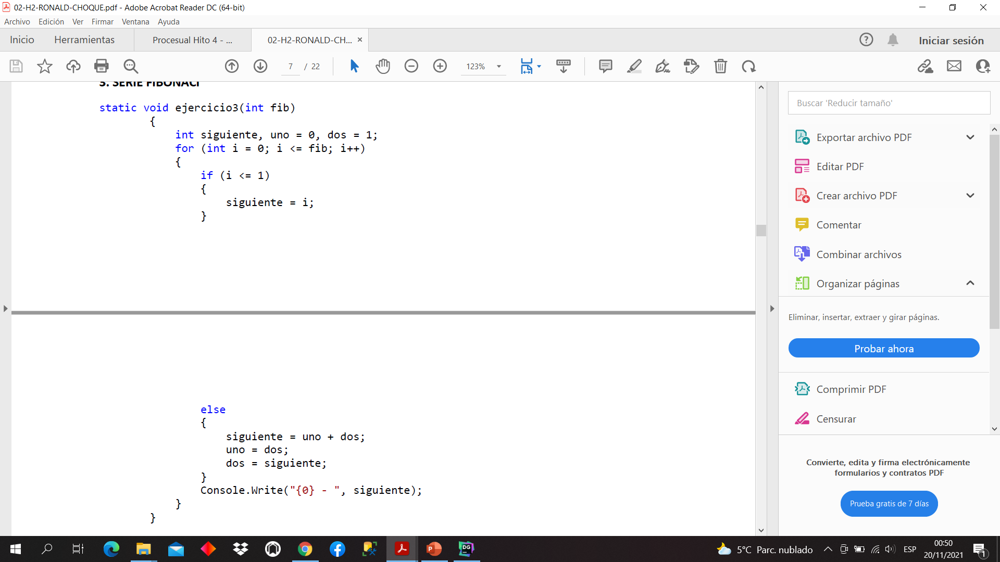 02-H2-RONALD-CHOQUE.pdf - Adobe Acrobat Reader DC (64-bit)
Archivo Edición Ver Firmar Ventana Ayuda
Inicio Herramientas Procesual Hito 4 - ... 02-H2-RONALD-CH... × Iniciar sesión
7 / 22 123%
3. SERIE FIBONACI
static void ejercicio3(int fib)
{
int siguiente, uno = 0, dos = 1;
for (int i = 0; i <= fib; i++)
{
if (i <= 1)
{
siguiente = i;
}
else
{
siguiente = uno + dos;
uno = dos;
dos = siguiente;
}
Console.Write("{0} - ", siguiente);
}
}
Buscar 'Reducir tamaño'
Exportar archivo PDF
Editar PDF
Crear archivo PDF
Comentar
Combinar archivos
Organizar páginas
Eliminar, insertar, extraer y girar páginas.
Probar ahora
Comprimir PDF
Censurar
Convierte, edita y firma electrónicamente
formularios y contratos PDF
Prueba gratis de 7 días
P DG 5°C Parc. nublado ESP
00:50
20/11/2021
1